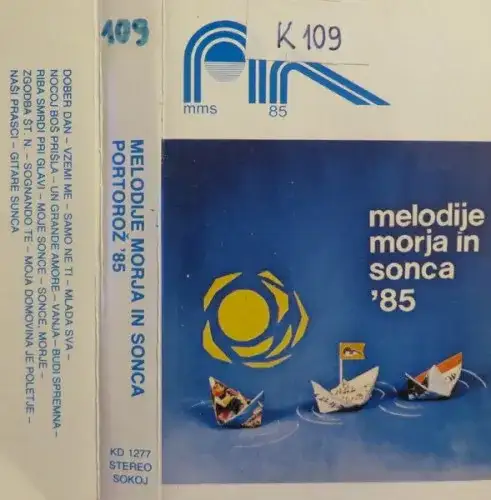 DOBER DAN – VZEMI ME – SAMO NE TI – MLADA SVA
NOCOJ BOŠ PRIŠLA – UN GRANDE AMORE – VANJA – BUDI SPREMNA –
RIBA SMRDI PRI GLAVI – MOJE SONCE – SONCE, MORJE –
ZGODBA ŠT. N. – SOGNANDO TE – MOJA DOMOVINA JE POLETJE –
NAŠI PRASCI – GITARE SUNCA
109
MELODIJE MORJA IN SONCA
PORTOROŽ '85
KD 1277
STEREO
SOKOJ
K 109
mms 85
melodije
morja in
sonca
'85